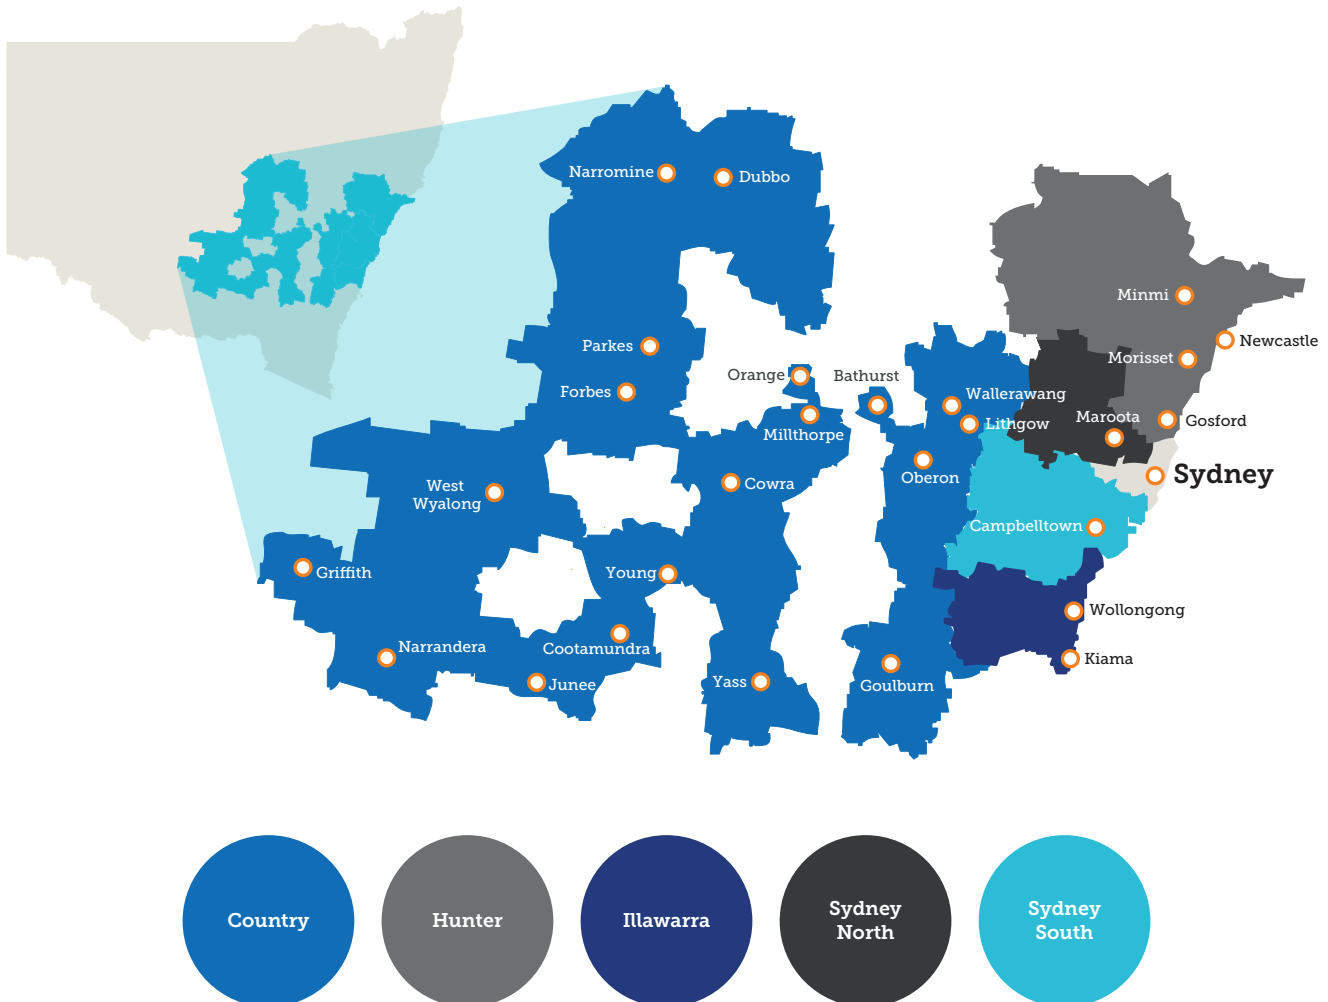 Narromine
Dubbo
Minmi
Newcastle
Parkes
Morisset
Orange
Bathurst
Forbes
Wallerawang
Maroota
Gosford
Lithgow
Millthorpe
Sydney
Oberon
West
Wyalong
Cowra
Campbelltown
Griffith
Young
Wollongong
Narrandera
Cootamundra
Kiama
Junee
Yass
Goulburn
Country
Hunter
Illawarra
Sydney
North
Sydney
South